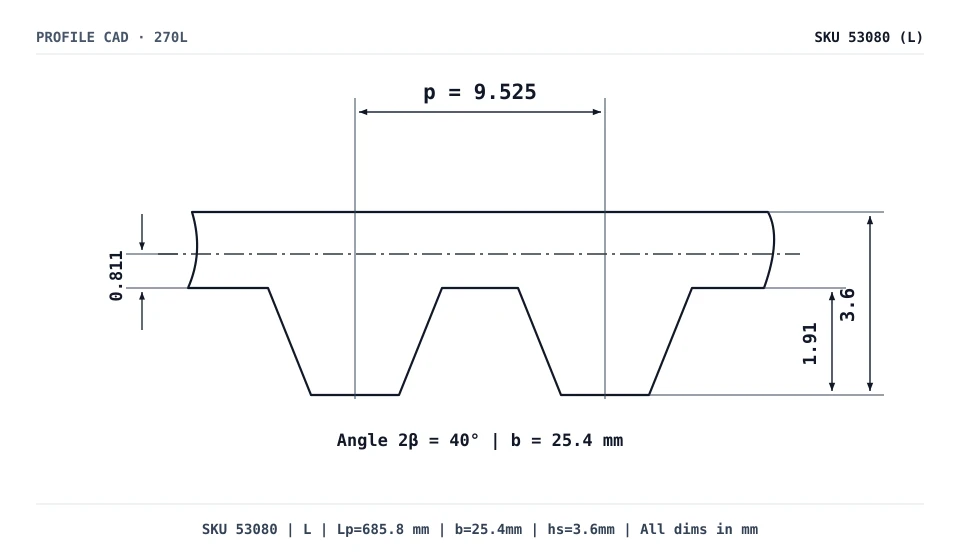 PROFILE CAD · 270L
SKU 53080 (L)
p = 9.525
0.811
3.6
1.91
Angle 2β = 40° | b = 25.4 mm
SKU 53080 | L | Lp=685.8 mm | b=25.4mm | hs=3.6mm | All dims in mm